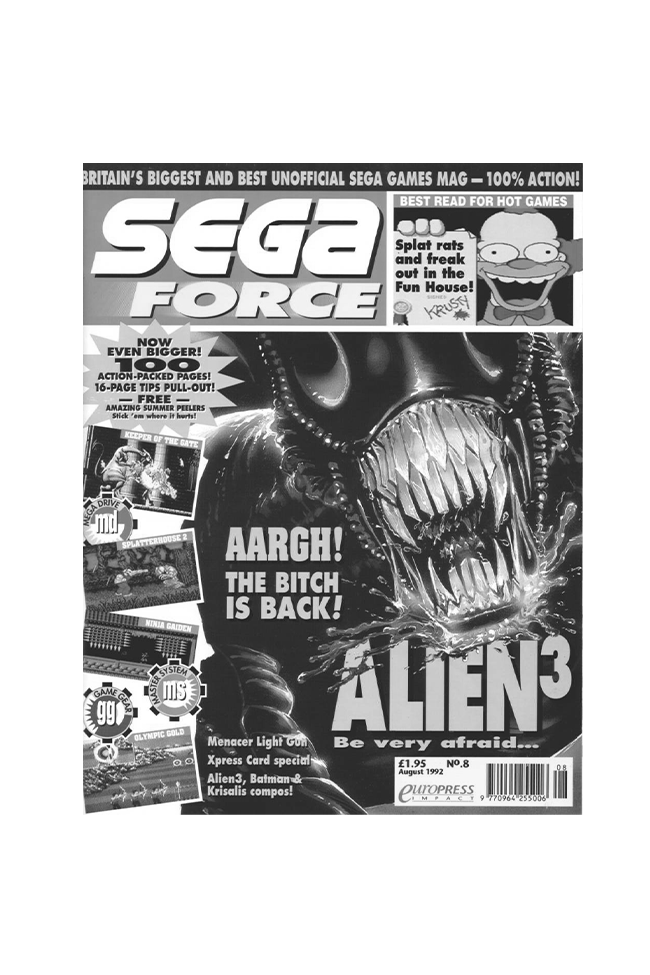 BRITAIN'S BIGGEST AND BEST UNOFFICIAL SEGA GAMES MAG – 100% ACTION!
SEGA
FORCE
BEST READ FOR HOT GAMES
Splat rats
and freak
out in the
Fun House!
SIGNED
KRUSTY
NOW
EVEN BIGGER!
100
ACTION-PACKED PAGES!
16-PAGE TIPS PULL-OUT!
— FREE —
AMAZING SUMMER PEELERS
Stick 'em where it hurts!
KEEPER OF THE GATE
MEGA DRIVE
md
SPLATTERHOUSE 2
NINJA GAIDEN
MASTER SYSTEM
ms
GAME GEAR
gg
OLYMPIC GOLD
AARGH!
THE BITCH
IS BACK!
ALIEN3
Be very afraid...
Menacer Light Gun
Xpress Card special
Alien3, Batman &
Krisalis compos!
£1.95 Nº.8
August 1992
europress
IMPACT
08
9 770964 255006